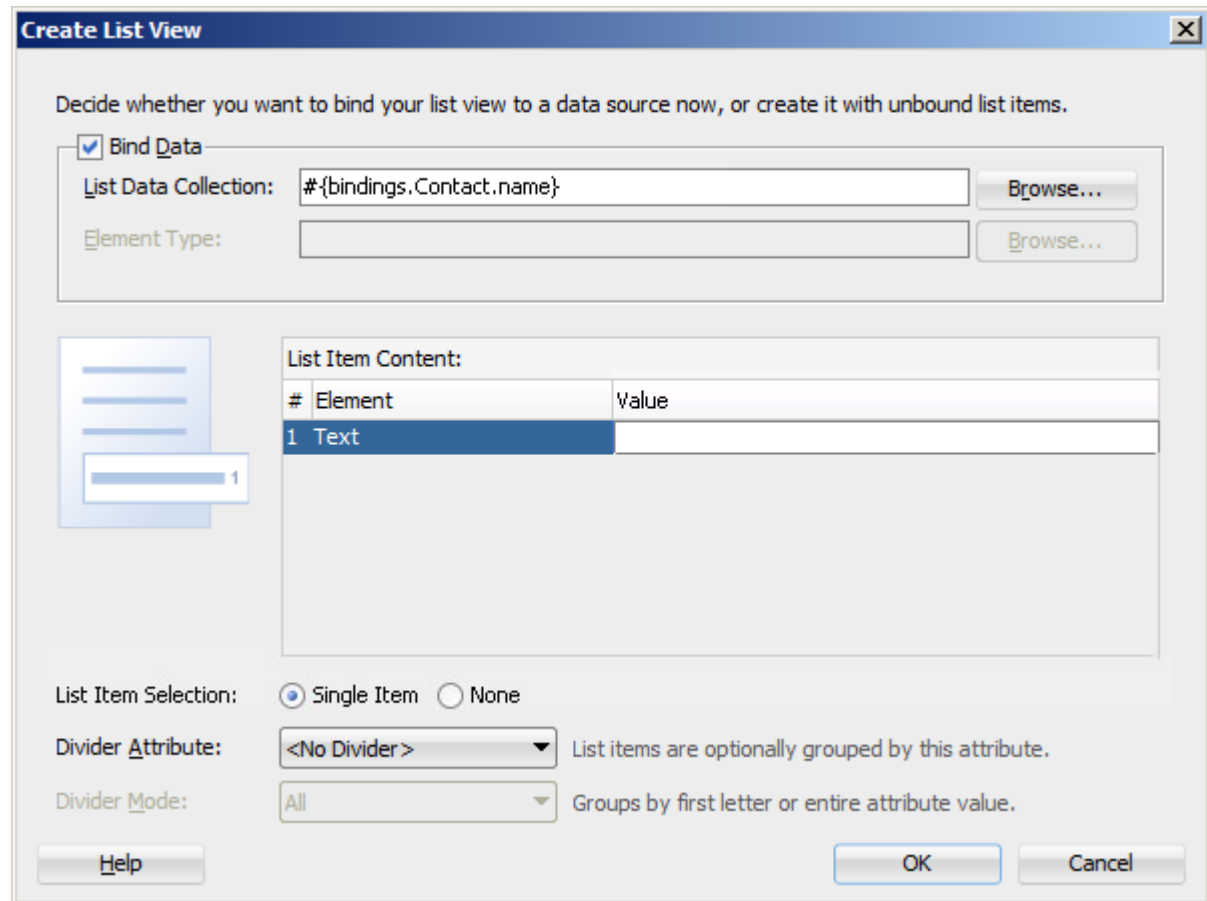 Create List View
Decide whether you want to bind your list view to a data source now, or create it with unbound list items.
Bind Data
List Data Collection: #{bindings.Contact.name} Browse...
Element Type: Browse...
List Item Content:
# Element Value
1 Text
1
List Item Selection: Single Item None
Divider Attribute: <No Divider> List items are optionally grouped by this attribute.
Divider Mode: All Groups by first letter or entire attribute value.
Help OK Cancel